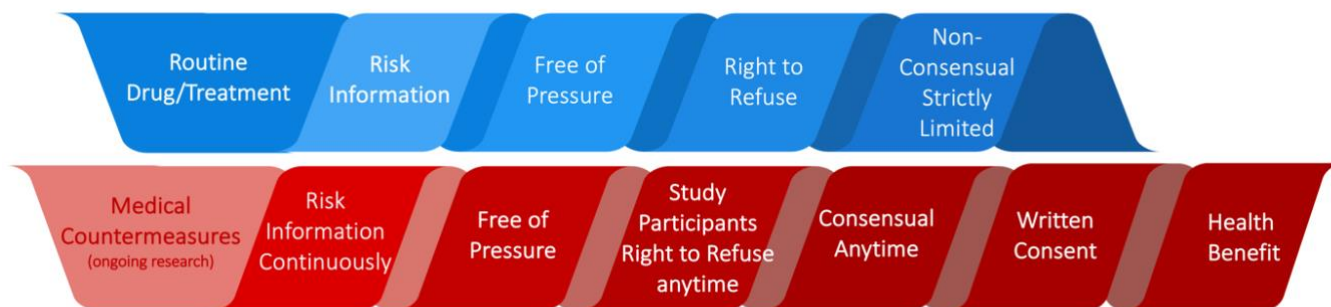 Routine
Drug/Treatment
Risk
Information
Free of
Pressure
Right to
Refuse
Non-
Consensual
Strictly
Limited
Medical
Countermeasures
(ongoing research)
Risk
Information
Continuously
Free of
Pressure
Study
Participants
Right to Refuse
anytime
Consensual
Anytime
Written
Consent
Health
Benefit